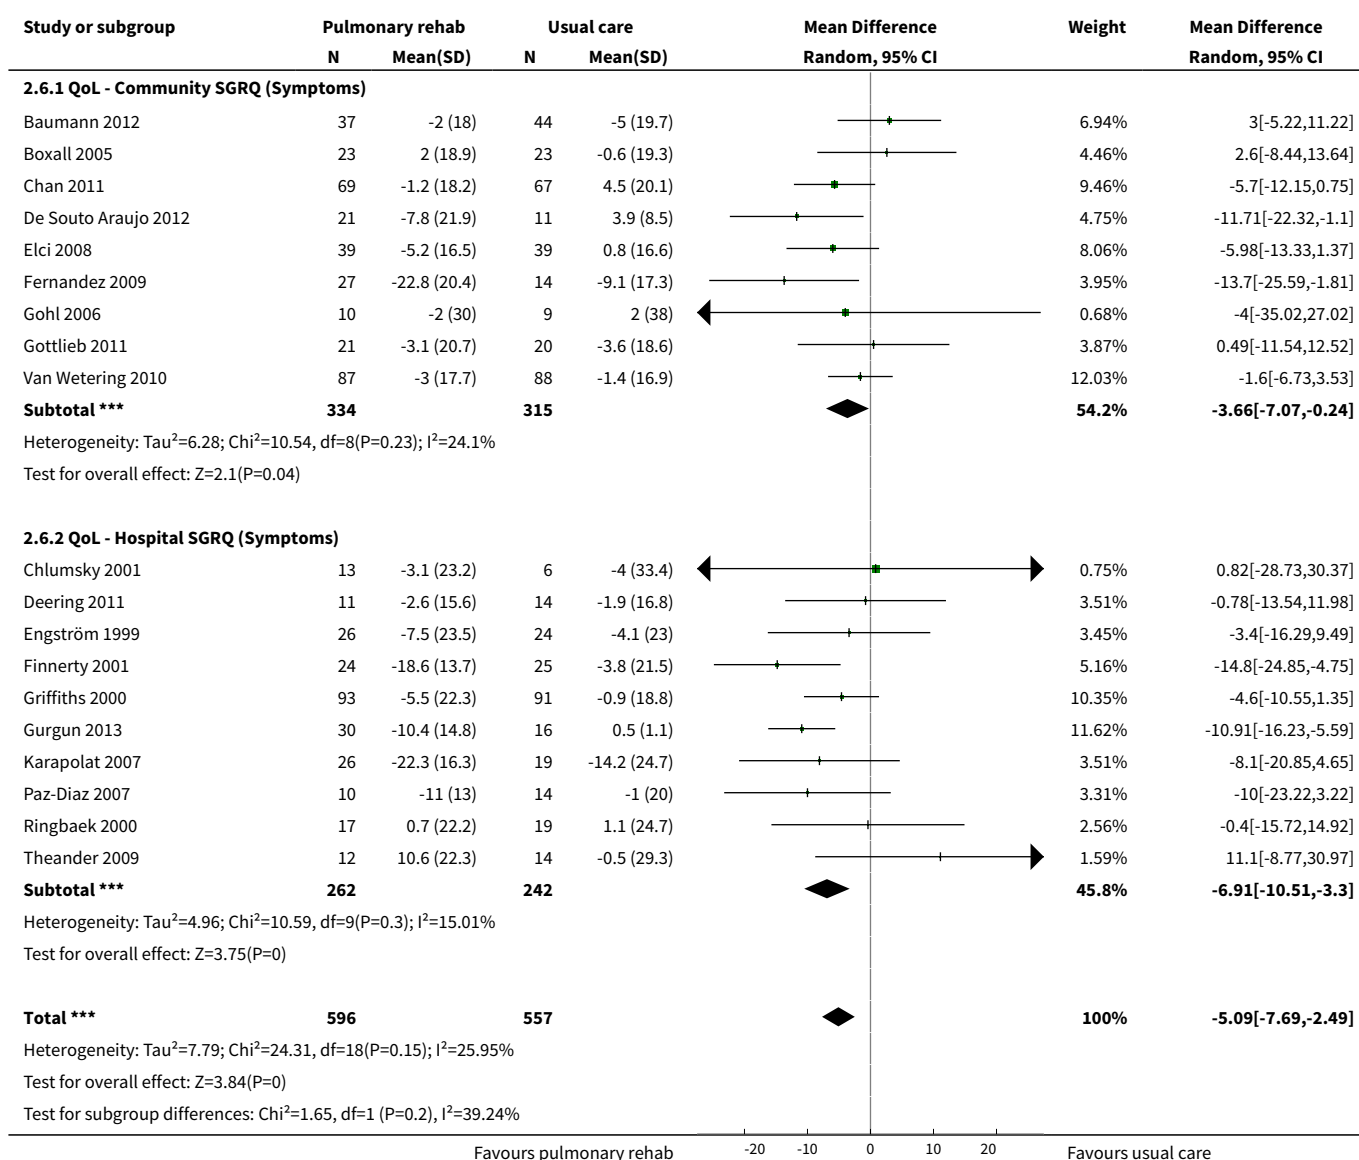 Study or subgroup Pulmonary rehab Usual care Mean Difference Weight Mean Difference
N Mean(SD) N Mean(SD) Random, 95% CI Random, 95% CI
2.6.1 QoL - Community SGRQ (Symptoms)
Baumann 2012 37 -2 (18) 44 -5 (19.7) 6.94% 3[-5.22,11.22]
Boxall 2005 23 2 (18.9) 23 -0.6 (19.3) 4.46% 2.6[-8.44,13.64]
Chan 2011 69 -1.2 (18.2) 67 4.5 (20.1) 9.46% -5.7[-12.15,0.75]
De Souto Araujo 2012 21 -7.8 (21.9) 11 3.9 (8.5) 4.75% -11.71[-22.32,-1.1]
Elci 2008 39 -5.2 (16.5) 39 0.8 (16.6) 8.06% -5.98[-13.33,1.37]
Fernandez 2009 27 -22.8 (20.4) 14 -9.1 (17.3) 3.95% -13.7[-25.59,-1.81]
Gohl 2006 10 -2 (30) 9 2 (38) 0.68% -4[-35.02,27.02]
Gottlieb 2011 21 -3.1 (20.7) 20 -3.6 (18.6) 3.87% 0.49[-11.54,12.52]
Van Wetering 2010 87 -3 (17.7) 88 -1.4 (16.9) 12.03% -1.6[-6.73,3.53]
Subtotal *** 334 315 54.2% -3.66[-7.07,-0.24]
Heterogeneity: Tau²=6.28; Chi²=10.54, df=8(P=0.23); I²=24.1%
Test for overall effect: Z=2.1(P=0.04)
2.6.2 QoL - Hospital SGRQ (Symptoms)
Chlumsky 2001 13 -3.1 (23.2) 6 -4 (33.4) 0.75% 0.82[-28.73,30.37]
Deering 2011 11 -2.6 (15.6) 14 -1.9 (16.8) 3.51% -0.78[-13.54,11.98]
Engström 1999 26 -7.5 (23.5) 24 -4.1 (23) 3.45% -3.4[-16.29,9.49]
Finnerty 2001 24 -18.6 (13.7) 25 -3.8 (21.5) 5.16% -14.8[-24.85,-4.75]
Griffiths 2000 93 -5.5 (22.3) 91 -0.9 (18.8) 10.35% -4.6[-10.55,1.35]
Gurgun 2013 30 -10.4 (14.8) 16 0.5 (1.1) 11.62% -10.91[-16.23,-5.59]
Karapolat 2007 26 -22.3 (16.3) 19 -14.2 (24.7) 3.51% -8.1[-20.85,4.65]
Paz-Diaz 2007 10 -11 (13) 14 -1 (20) 3.31% -10[-23.22,3.22]
Ringbaek 2000 17 0.7 (22.2) 19 1.1 (24.7) 2.56% -0.4[-15.72,14.92]
Theander 2009 12 10.6 (22.3) 14 -0.5 (29.3) 1.59% 11.1[-8.77,30.97]
Subtotal *** 262 242 45.8% -6.91[-10.51,-3.3]
Heterogeneity: Tau²=4.96; Chi²=10.59, df=9(P=0.3); I²=15.01%
Test for overall effect: Z=3.75(P=0)
Total *** 596 557 100% -5.09[-7.69,-2.49]
Heterogeneity: Tau²=7.79; Chi²=24.31, df=18(P=0.15); I²=25.95%
Test for overall effect: Z=3.84(P=0)
Test for subgroup differences: Chi²=1.65, df=1 (P=0.2), I²=39.24%
Favours pulmonary rehab -20 -10 0 10 20 Favours usual care